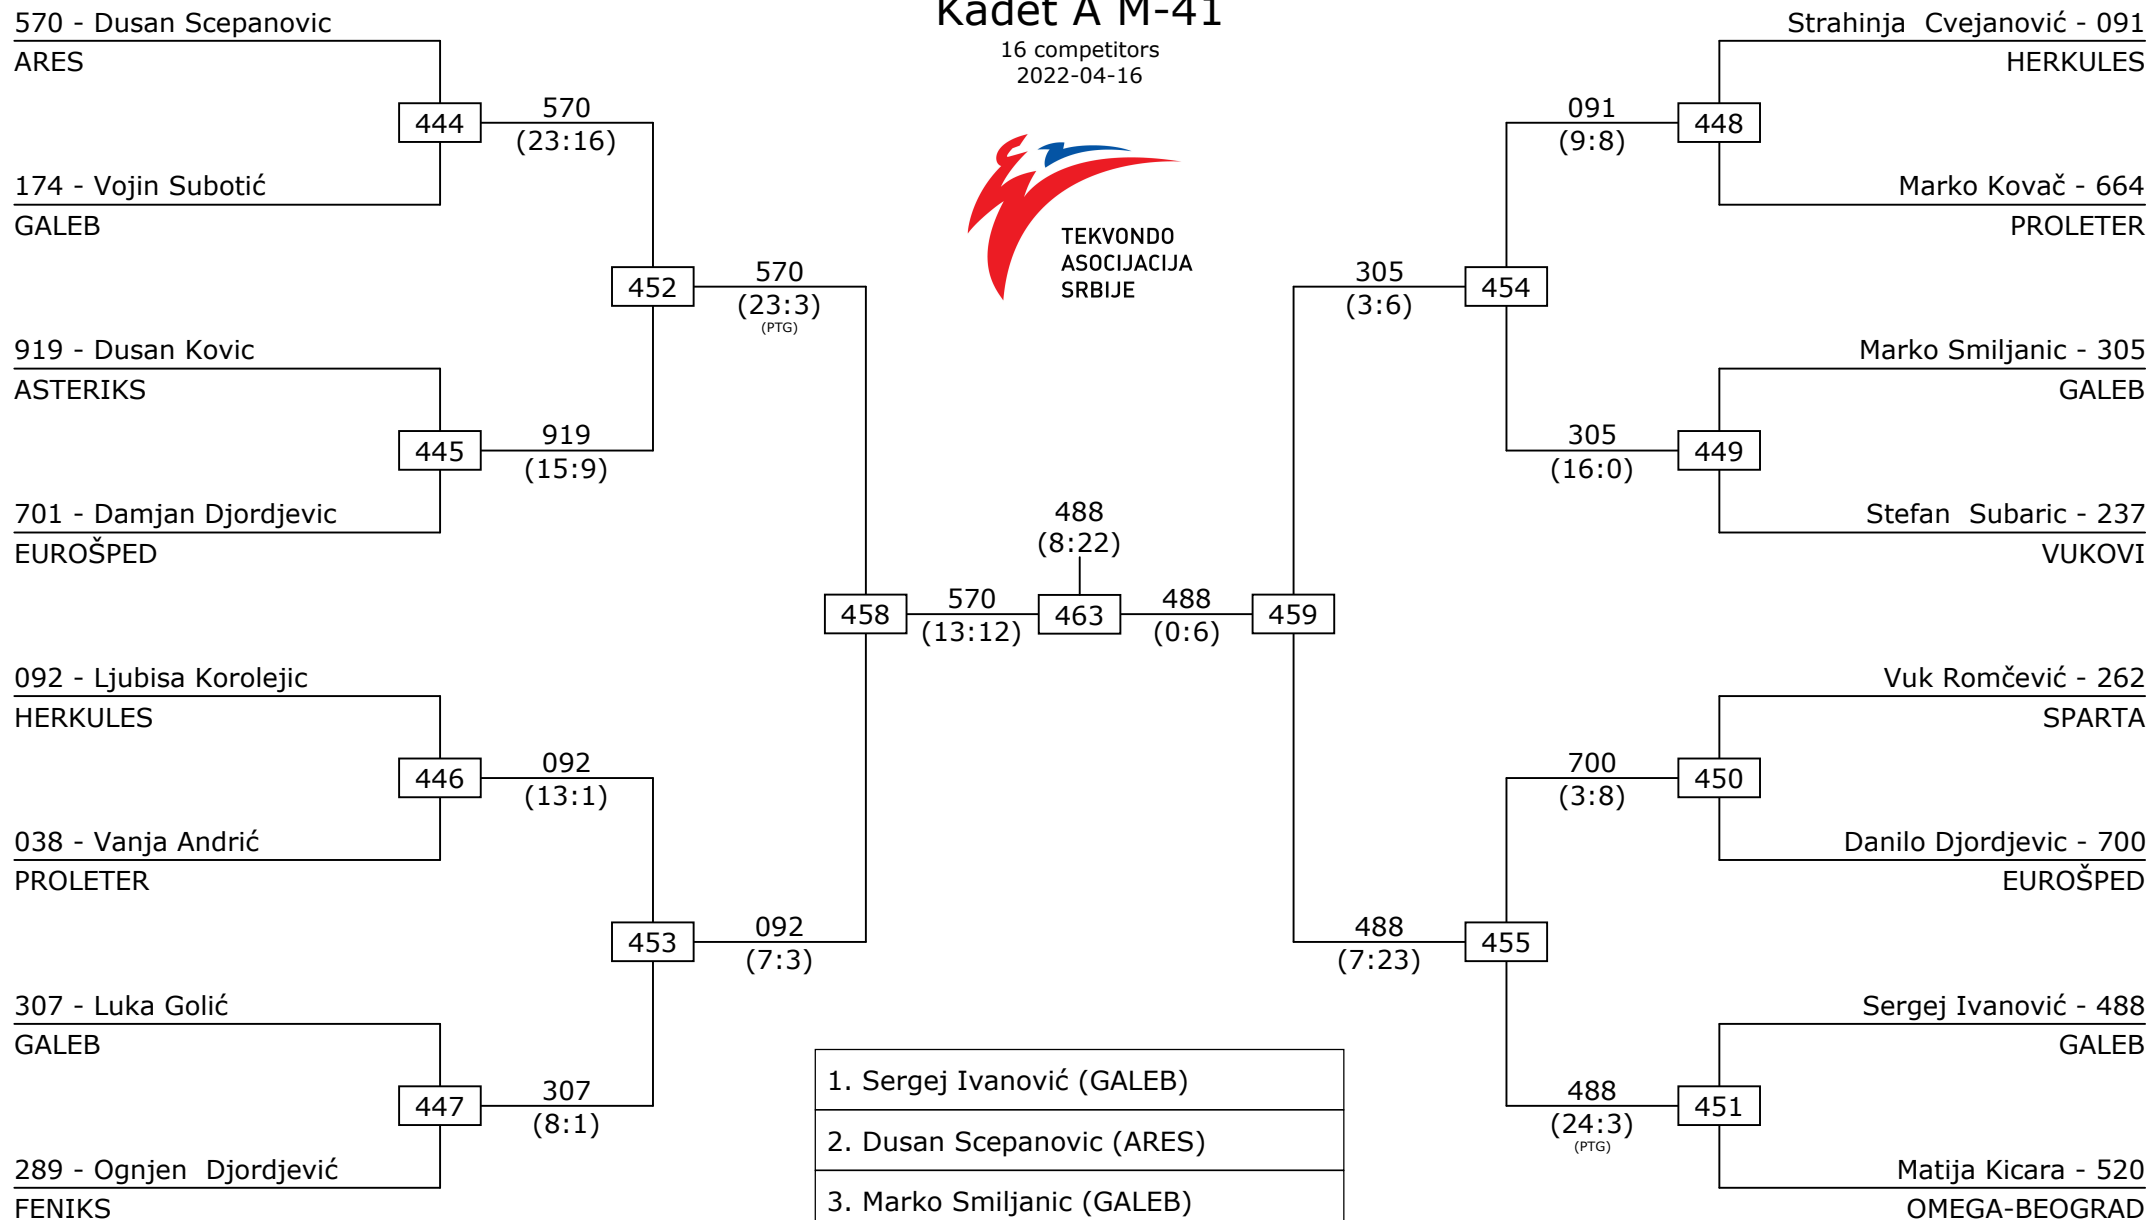 Kadet A M-41
16 competitors
2022-04-16
TEKVONDO
ASOCIJACIJA
SRBIJE
570 - Dusan Scepanovic
ARES
174 - Vojin Subotić
GALEB
919 - Dusan Kovic
ASTERIKS
701 - Damjan Djordjevic
EUROŠPED
092 - Ljubisa Korolejic
HERKULES
038 - Vanja Andrić
PROLETER
307 - Luka Golić
GALEB
289 - Ognjen  Djordjević
FENIKS
444
570
(23:16)
445
919
(15:9)
446
092
(13:1)
447
307
(8:1)
452
570
(23:3)
(PTG)
453
092
(7:3)
458
570
(13:12)
488
(8:22)
463
488
(0:6)
459
305
(3:6)
454
488
(7:23)
455
091
(9:8)
448
305
(16:0)
449
700
(3:8)
450
488
(24:3)
(PTG)
451
Strahinja  Cvejanović - 091
HERKULES
Marko Kovač - 664
PROLETER
Marko Smiljanic - 305
GALEB
Stefan  Subaric - 237
VUKOVI
Vuk Romčević - 262
SPARTA
Danilo Djordjevic - 700
EUROŠPED
Sergej Ivanović - 488
GALEB
Matija Kicara - 520
OMEGA-BEOGRAD
1. Sergej Ivanović (GALEB)
2. Dusan Scepanovic (ARES)
3. Marko Smiljanic (GALEB)